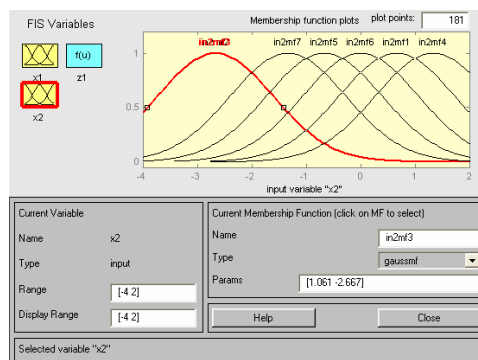 FIS Variables
Membership function plots plot points: 181
f(u)
x1 z1
x2
in2mf3 in2mf7 in2mf5 in2mf6 in2mf1 in2mf4
1
0.5
0
-4 -3 -2 -1 0 1 2
input variable "x2"
Current Variable
Name x2
Type input
Range [-4 2]
Display Range [-4 2]
Current Membership Function (click on MF to select)
Name in2mf3
Type gaussmf
Params [1.061 -2.667]
Help Close
Selected variable "x2"